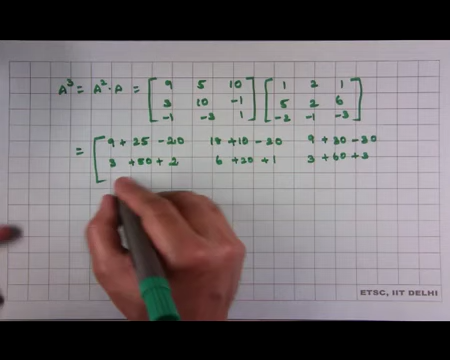 A³ = A² · A = [ 9 5 10 ] [ 1 2 1 ]
3 10 -1 5 2 6
-1 -3 1 -2 -1 -3
= [ 9 + 25 - 20 18 + 10 - 10 9 + 30 - 30
3 + 50 + 2 6 + 20 + 1 3 + 60 + 3
ETSC, IIT DELHI